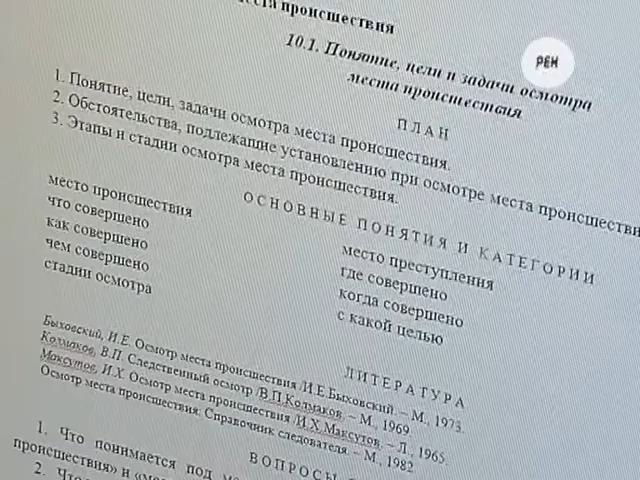 места происшествия
10.1. Понятие, цели и задачи осмотра
места происшествия
РЕН
ПЛАН
1. Понятие, цели, задачи осмотра места происшествия.
2. Обстоятельства, подлежащие установлению при осмотре места происшестви
3. Этапы и стадии осмотра места происшествия.
ОСНОВНЫЕ ПОНЯТИЯ И КАТЕГОРИИ
место происшествия
что совершено
как совершено
чем совершено
стадии осмотра
место преступления
где совершено
когда совершено
с какой целью
ЛИТЕРАТУРА
Быховский, И.Е. Осмотр места происшествия /И.Е.Быховский. – М., 1973.
Колмаков, В.П. Следственный осмотр /В.П.Колмаков. – М., 1969.
Максутов, И.Х. Осмотр места происшествия /И.Х.Максутов. – Л., 1965.
Осмотр места происшествия: Справочник следователя. – М., 1982.
ВОПРОСЫ
1. Что понимается под
происшествия» и
2.